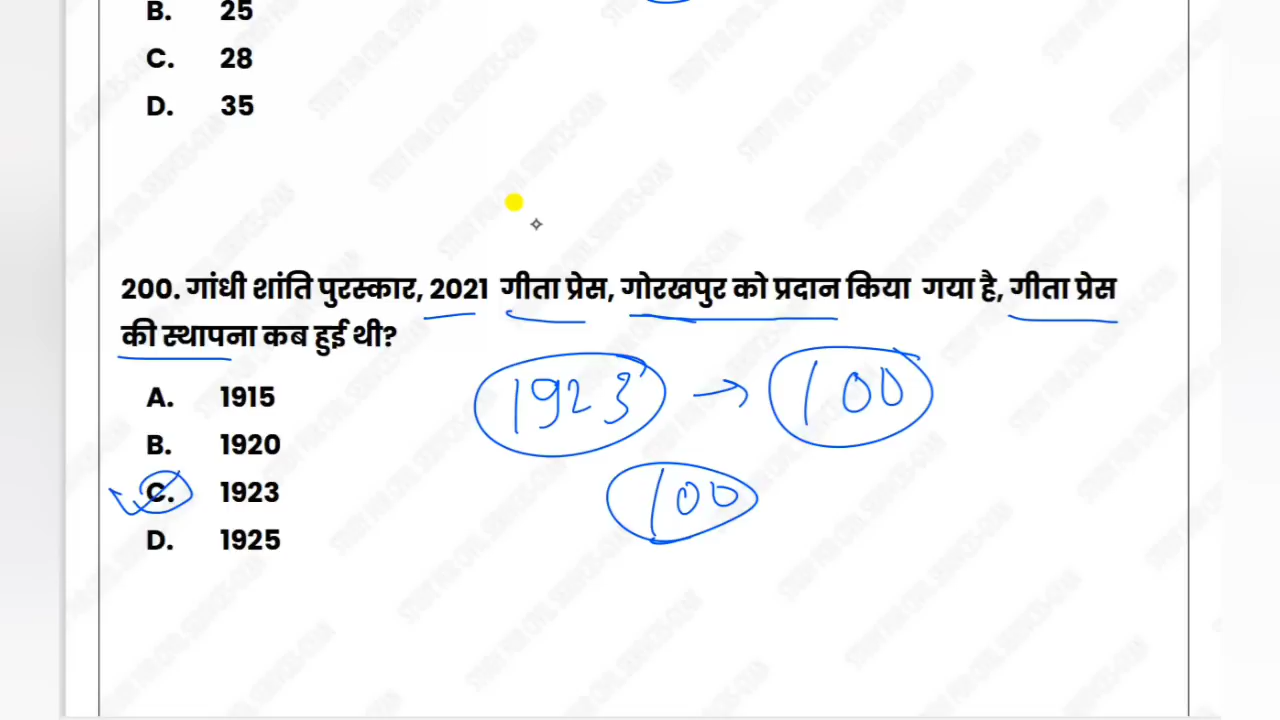 B. 25
C. 28
D. 35
200. गांधी शांति पुरस्कार, 2021 गीता प्रेस, गोरखपुर को प्रदान किया गया है, गीता प्रेस
की स्थापना कब हुई थी?
A. 1915
1923 → 100
B. 1920
C. 1923
100
D. 1925